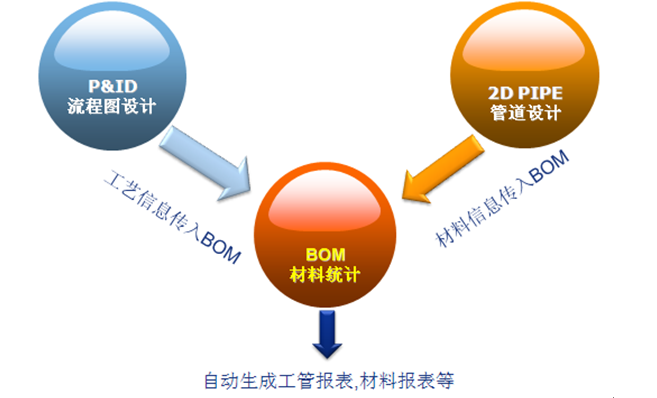 P&ID
流程图设计
2D PIPE
管道设计
工艺信息传入BOM
材料信息传入BOM
BOM
材料统计
自动生成工管报表,材料报表等